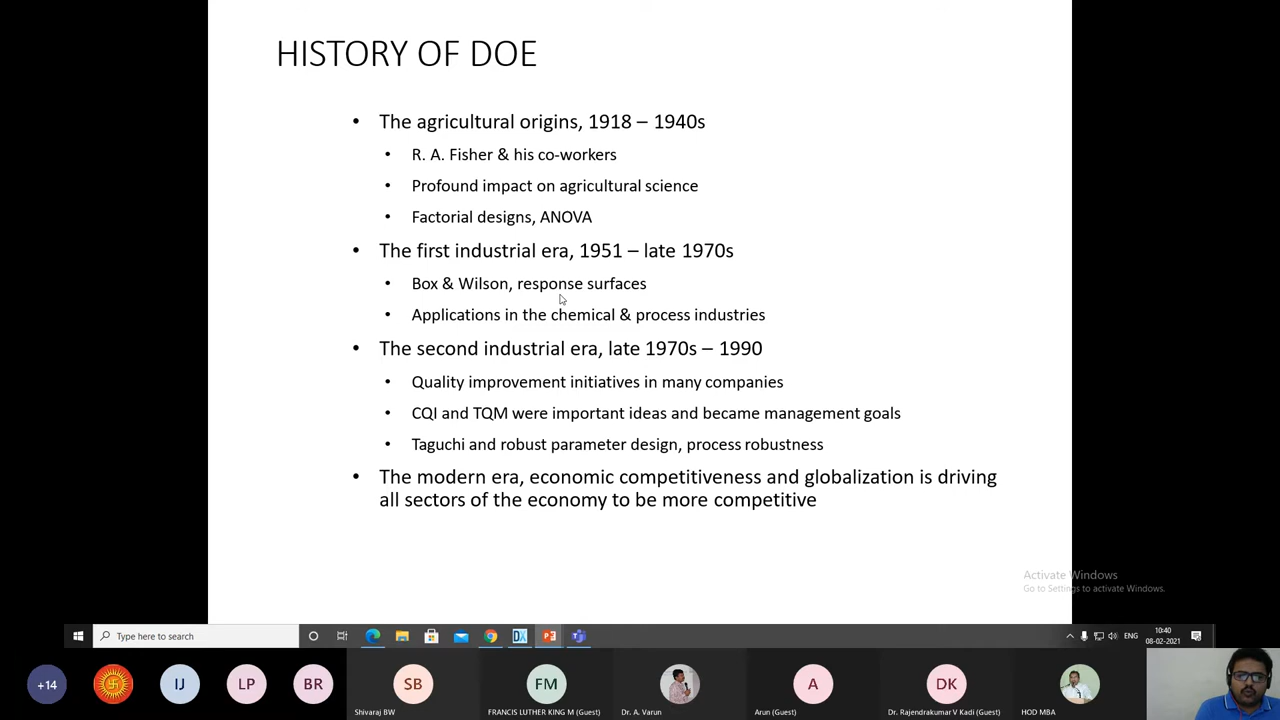 HISTORY OF DOE
• The agricultural origins, 1918 – 1940s
• R. A. Fisher & his co-workers
• Profound impact on agricultural science
• Factorial designs, ANOVA
• The first industrial era, 1951 – late 1970s
• Box & Wilson, response surfaces
• Applications in the chemical & process industries
• The second industrial era, late 1970s – 1990
• Quality improvement initiatives in many companies
• CQI and TQM were important ideas and became management goals
• Taguchi and robust parameter design, process robustness
• The modern era, economic competitiveness and globalization is driving
all sectors of the economy to be more competitive
Activate Windows
Go to Settings to activate Windows.
Type here to search
DX
ENG
10:40
08-02-2021
+14
IJ
LP
BR
SB
FM
A
DK
Shivaraj BW
FRANCIS LUTHER KING M (Guest)
Dr. A. Varun
Arun (Guest)
Dr. Rajendrakumar V Kadi (Guest)
HOD MBA